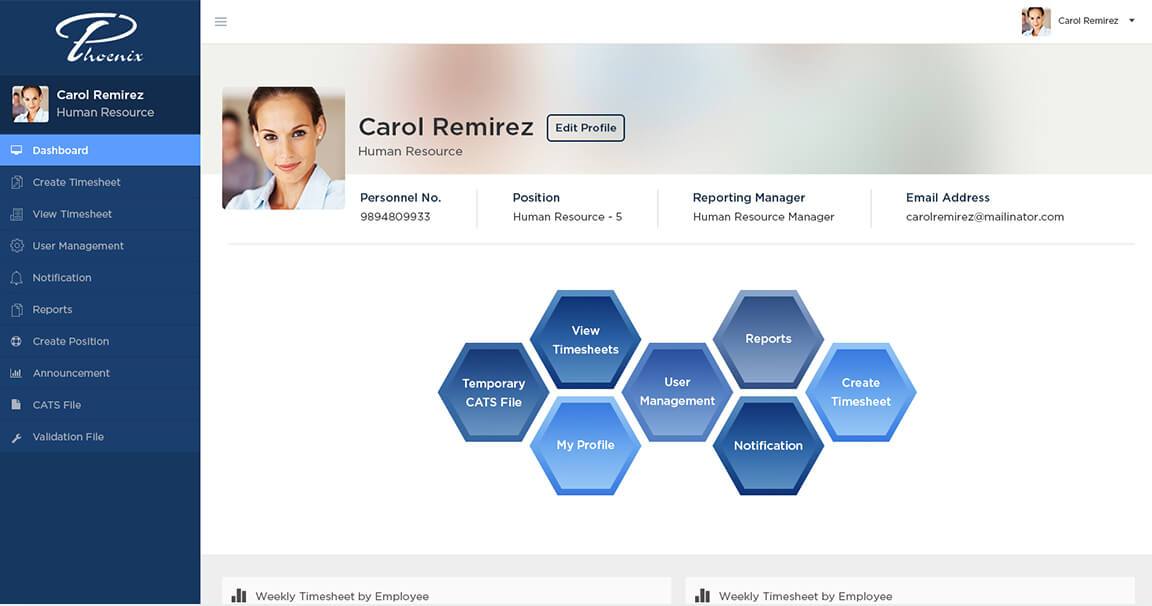 Phoenix
Carol Remirez
Carol Remirez
Human Resource
Dashboard
Create TImesheet
View Timesheet
User Management
Notification
Reports
Create Position
Announcement
CATS File
Validation File
Carol Remirez
Edit Profile
Human Resource
Personnel No.
9894809933
Position
Human Resource - 5
Reporting Manager
Human Resource Manager
Email Address
carolremirez@mailinator.com
View
Timesheets
Reports
Temporary
CATS File
User
Management
Create
Timesheet
My Profile
Notification
Weekly Timesheet by Employee
Weekly Timesheet by Employee